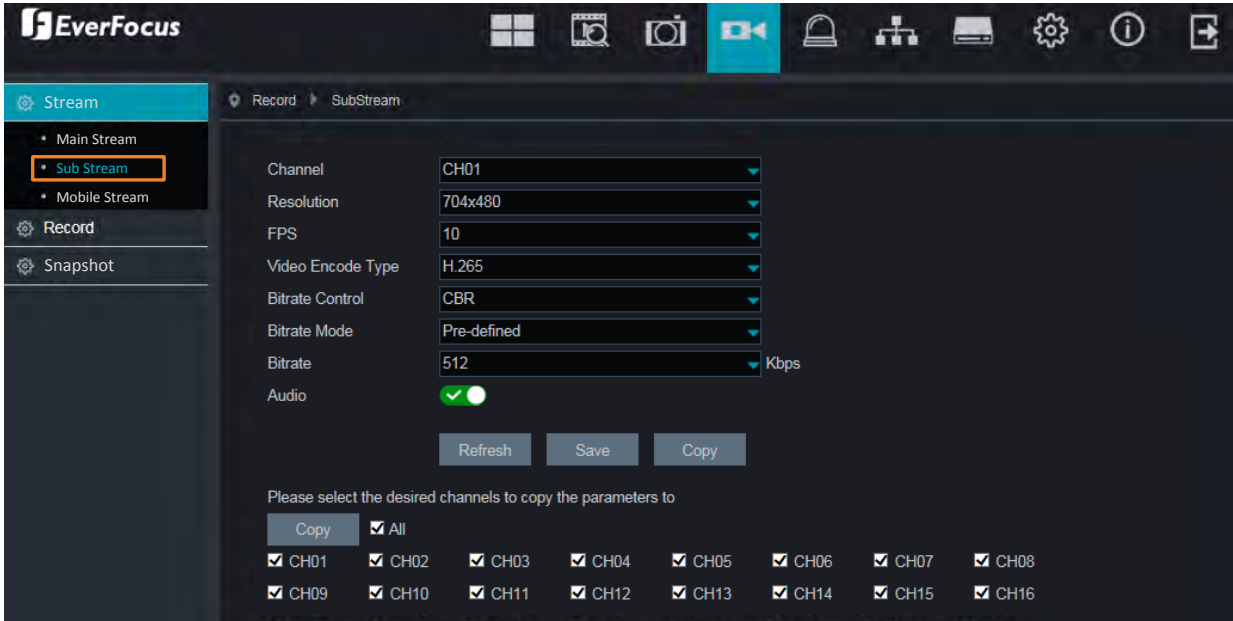 EverFocus
Stream
Record SubStream
Main Stream
Sub Stream
Mobile Stream
Record
Snapshot
Channel CH01
Resolution 704x480
FPS 10
Video Encode Type H.265
Bitrate Control CBR
Bitrate Mode Pre-defined
Bitrate 512 Kbps
Audio
Refresh Save Copy
Please select the desired channels to copy the parameters to
Copy All
CH01 CH02 CH03 CH04 CH05 CH06 CH07 CH08
CH09 CH10 CH11 CH12 CH13 CH14 CH15 CH16